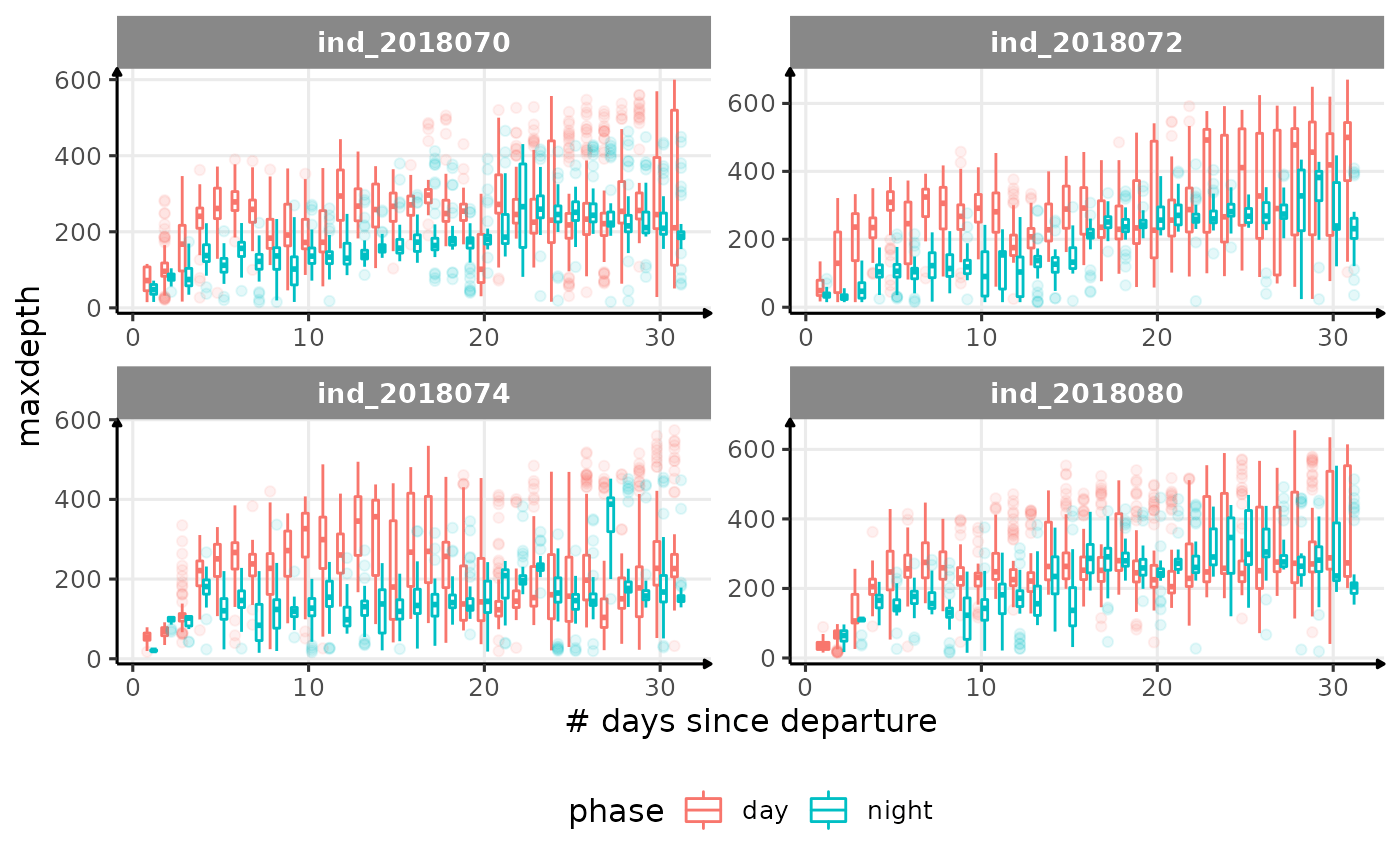 ind_2018070 ind_2018072
600
400
200
0
600
400
200
0
0 10 20 30 0 10 20 30
ind_2018074 ind_2018080
600
400
200
0
600
400
200
0
0 10 20 30 0 10 20 30
maxdepth
# days since departure
phase day night